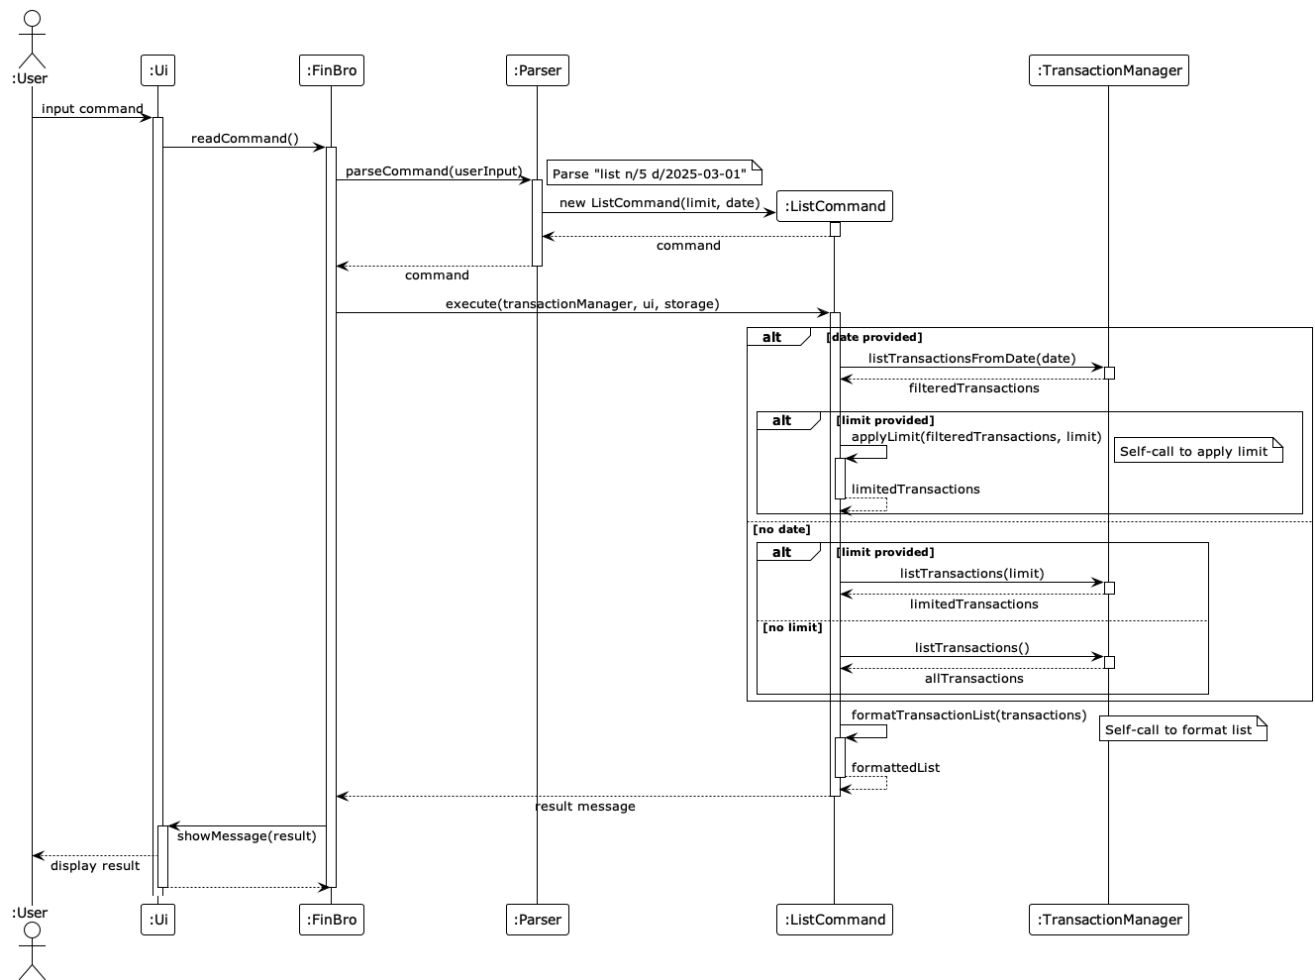 :User
:Ui
:FinBro
:Parser
:TransactionManager
input command
readCommand()
parseCommand(userInput)
Parse "list n/5 d/2025-03-01"
new ListCommand(limit, date)
:ListCommand
command
command
execute(transactionManager, ui, storage)
alt
[date provided]
listTransactionsFromDate(date)
filteredTransactions
alt
[limit provided]
applyLimit(filteredTransactions, limit)
Self-call to apply limit
limitedTransactions
[no date]
alt
[limit provided]
listTransactions(limit)
limitedTransactions
[no limit]
listTransactions()
allTransactions
formatTransactionList(transactions)
Self-call to format list
formattedList
result message
showMessage(result)
display result
:User
:Ui
:FinBro
:Parser
:ListCommand
:TransactionManager